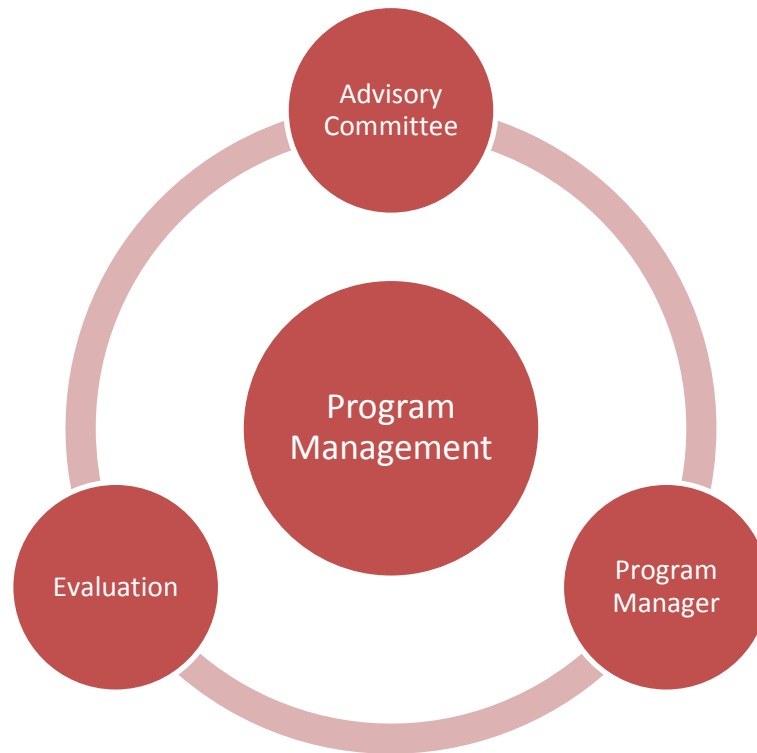 Advisory
Committee
Program
Management
Evaluation
Program
Manager